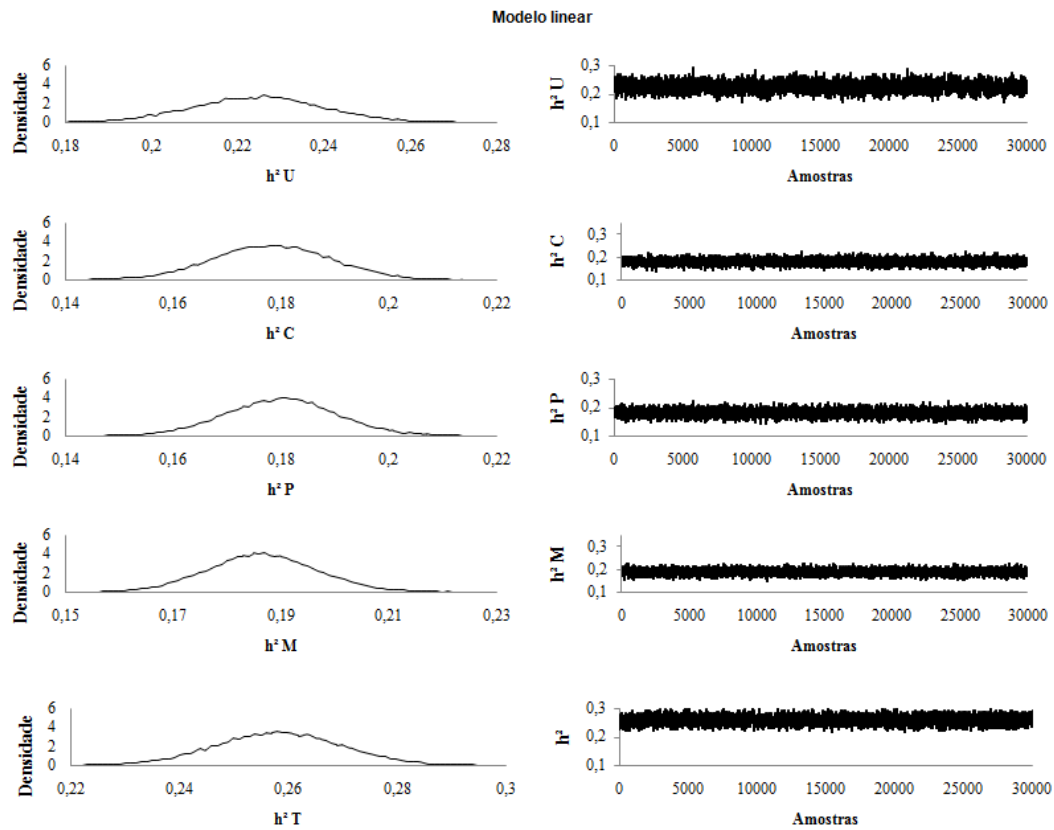 Modelo linear
Densidade
6
4
2
0
0,18 0,2 0,22 0,24 0,26 0,28
h² U
h² U
0,3
0,2
0,1
0 5000 10000 15000 20000 25000 30000
Amostras
Densidade
6
4
2
0
0,14 0,16 0,18 0,2 0,22
h² C
h² C
0,3
0,2
0,1
0 5000 10000 15000 20000 25000 30000
Amostras
Densidade
6
4
2
0
0,14 0,16 0,18 0,2 0,22
h² P
h² P
0,3
0,2
0,1
0 5000 10000 15000 20000 25000 30000
Amostras
Densidade
6
4
2
0
0,15 0,17 0,19 0,21 0,23
h² M
h² M
0,3
0,2
0,1
0 5000 10000 15000 20000 25000 30000
Amostras
Densidade
6
4
2
0
0,22 0,24 0,26 0,28 0,3
h² T
h²
0,3
0,2
0,1
0 5000 10000 15000 20000 25000 30000
Amostras